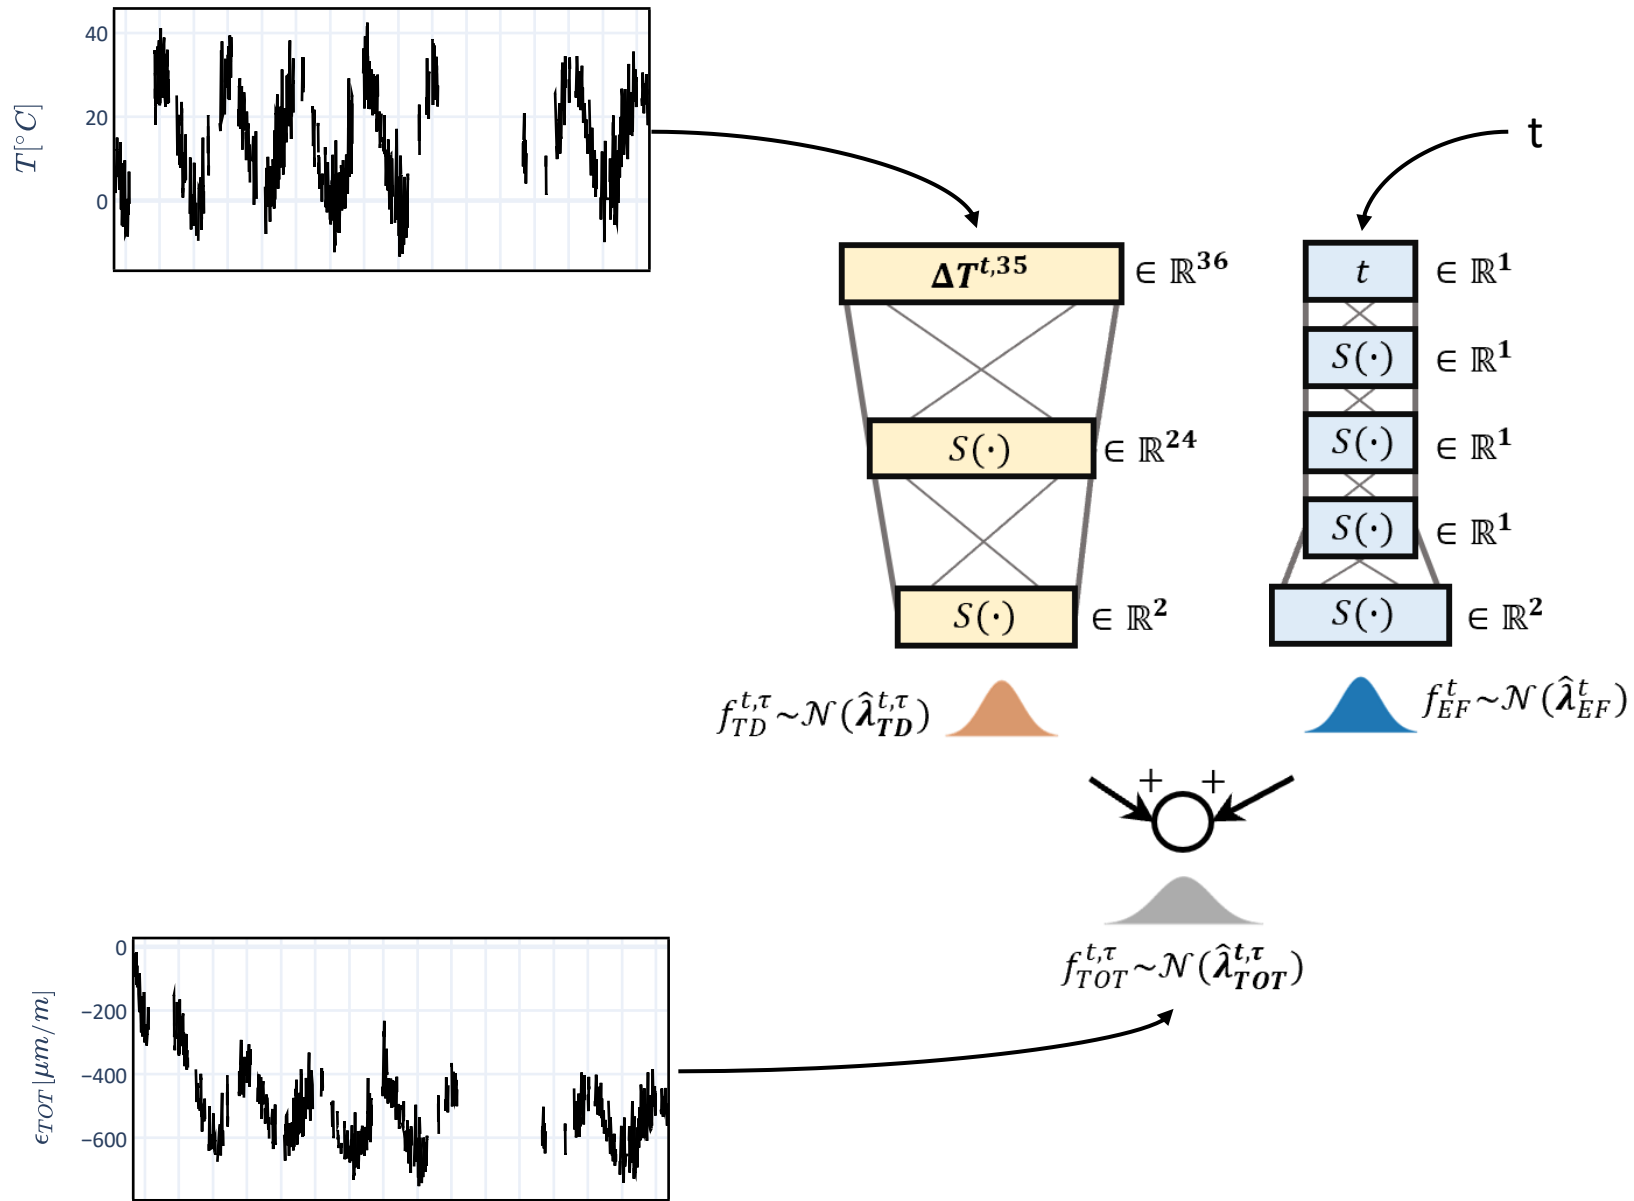 T[°C]
40
20
0
t
ΔT^{t,35} ∈ ℝ^{36}
t ∈ ℝ^1
S(·) ∈ ℝ^1
S(·) ∈ ℝ^{24}
S(·) ∈ ℝ^1
S(·) ∈ ℝ^1
S(·) ∈ ℝ^2
S(·) ∈ ℝ^2
f_{TD}^{t,τ}~𝒩(λ̂_{TD}^{t,τ})
f_{EF}^{t}~𝒩(λ̂_{EF}^{t})
+ +
f_{TOT}^{t,τ}~𝒩(λ̂_{TOT}^{t,τ})
ϵ_{TOT}[μm/m]
0
−200
−400
−600